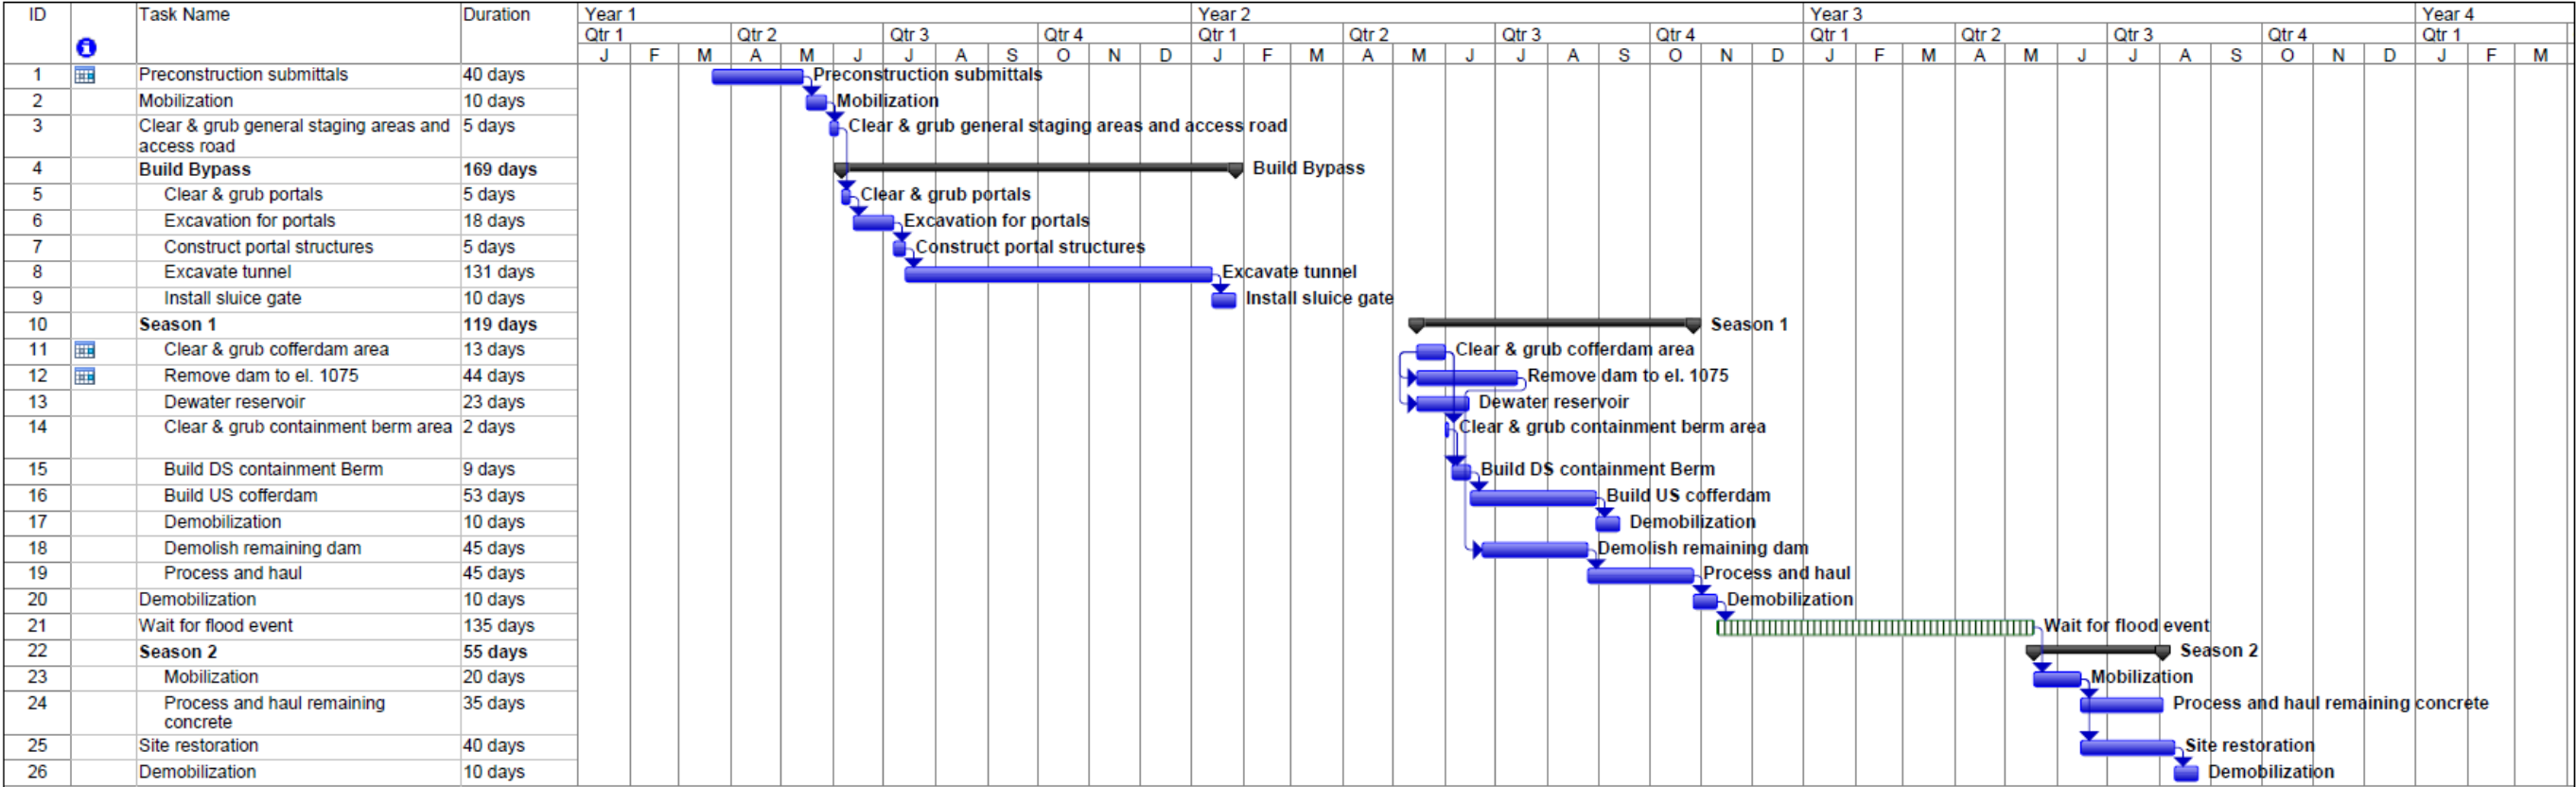 ID Task Name Duration Year 1 Year 2 Year 3 Year 4
Qtr 1 Qtr 2 Qtr 3 Qtr 4 Qtr 1 Qtr 2 Qtr 3 Qtr 4 Qtr 1 Qtr 2 Qtr 3 Qtr 4 Qtr 1
J F M A M J J A S O N D J F M A M J J A S O N D J F M A M J J A S O N D J F M
1 Preconstruction submittals 40 days Preconstruction submittals
2 Mobilization 10 days Mobilization
3 Clear & grub general staging areas and 5 days Clear & grub general staging areas and access road
access road
4 Build Bypass 169 days Build Bypass
5 Clear & grub portals 5 days Clear & grub portals
6 Excavation for portals 18 days Excavation for portals
7 Construct portal structures 5 days Construct portal structures
8 Excavate tunnel 131 days Excavate tunnel
9 Install sluice gate 10 days Install sluice gate
10 Season 1 119 days Season 1
11 Clear & grub cofferdam area 13 days Clear & grub cofferdam area
12 Remove dam to el. 1075 44 days Remove dam to el. 1075
13 Dewater reservoir 23 days Dewater reservoir
14 Clear & grub containment berm area 2 days Clear & grub containment berm area
15 Build DS containment Berm 9 days Build DS containment Berm
16 Build US cofferdam 53 days Build US cofferdam
17 Demobilization 10 days Demobilization
18 Demolish remaining dam 45 days Demolish remaining dam
19 Process and haul 45 days Process and haul
20 Demobilization 10 days Demobilization
21 Wait for flood event 135 days Wait for flood event
22 Season 2 55 days Season 2
23 Mobilization 20 days Mobilization
24 Process and haul remaining 35 days Process and haul remaining concrete
concrete
25 Site restoration 40 days Site restoration
26 Demobilization 10 days Demobilization